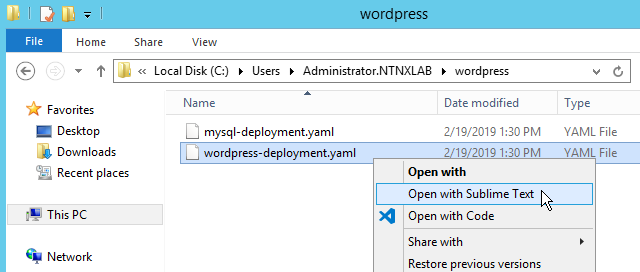 wordpress
File Home Share View
Local Disk (C:) Users Administrator.NTNXLAB wordpress
Name Date modified Type
Favorites
Desktop
Downloads
Recent places
This PC
Network
mysql-deployment.yaml 2/19/2019 1:30 PM YAML File
wordpress-deployment.yaml 2/19/2019 1:30 PM YAML File
Open with
Open with Sublime Text
Open with Code
Share with
Restore previous versions